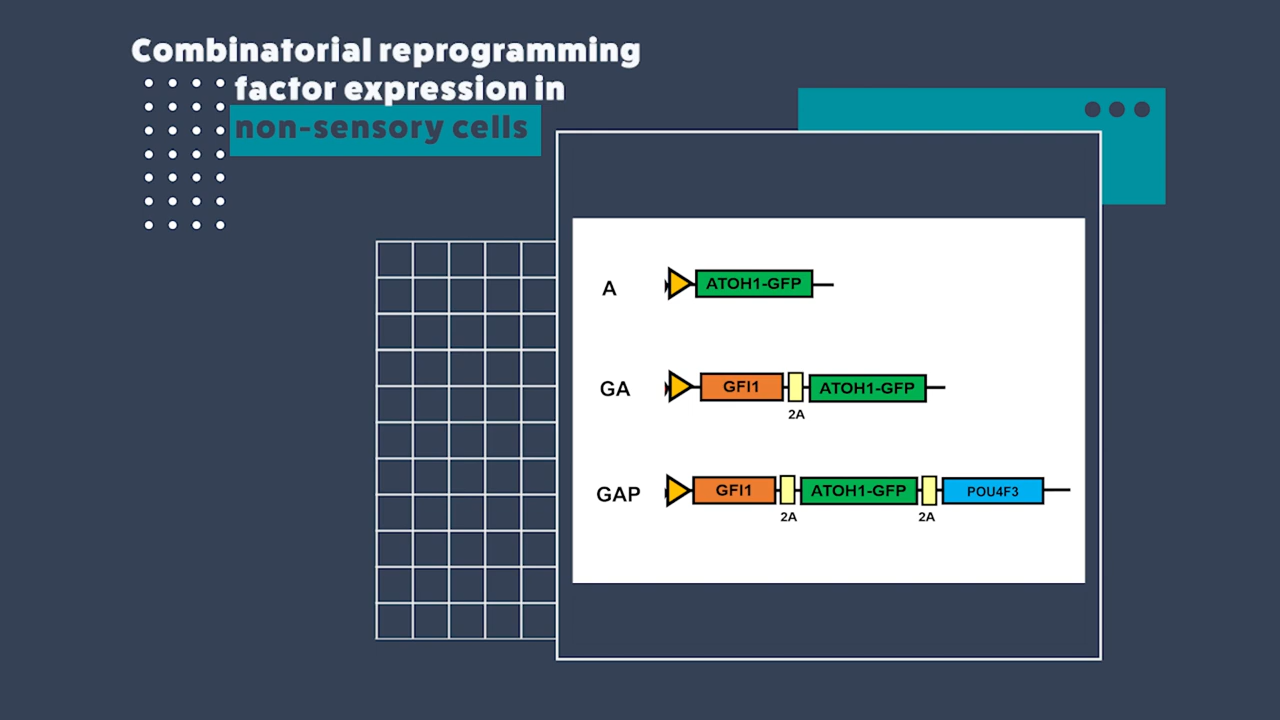 Combinatorial reprogramming
factor expression in
non-sensory cells
A
ATOH1-GFP
GA
GFI1
ATOH1-GFP
2A
GAP
GFI1
ATOH1-GFP
POU4F3
2A
2A